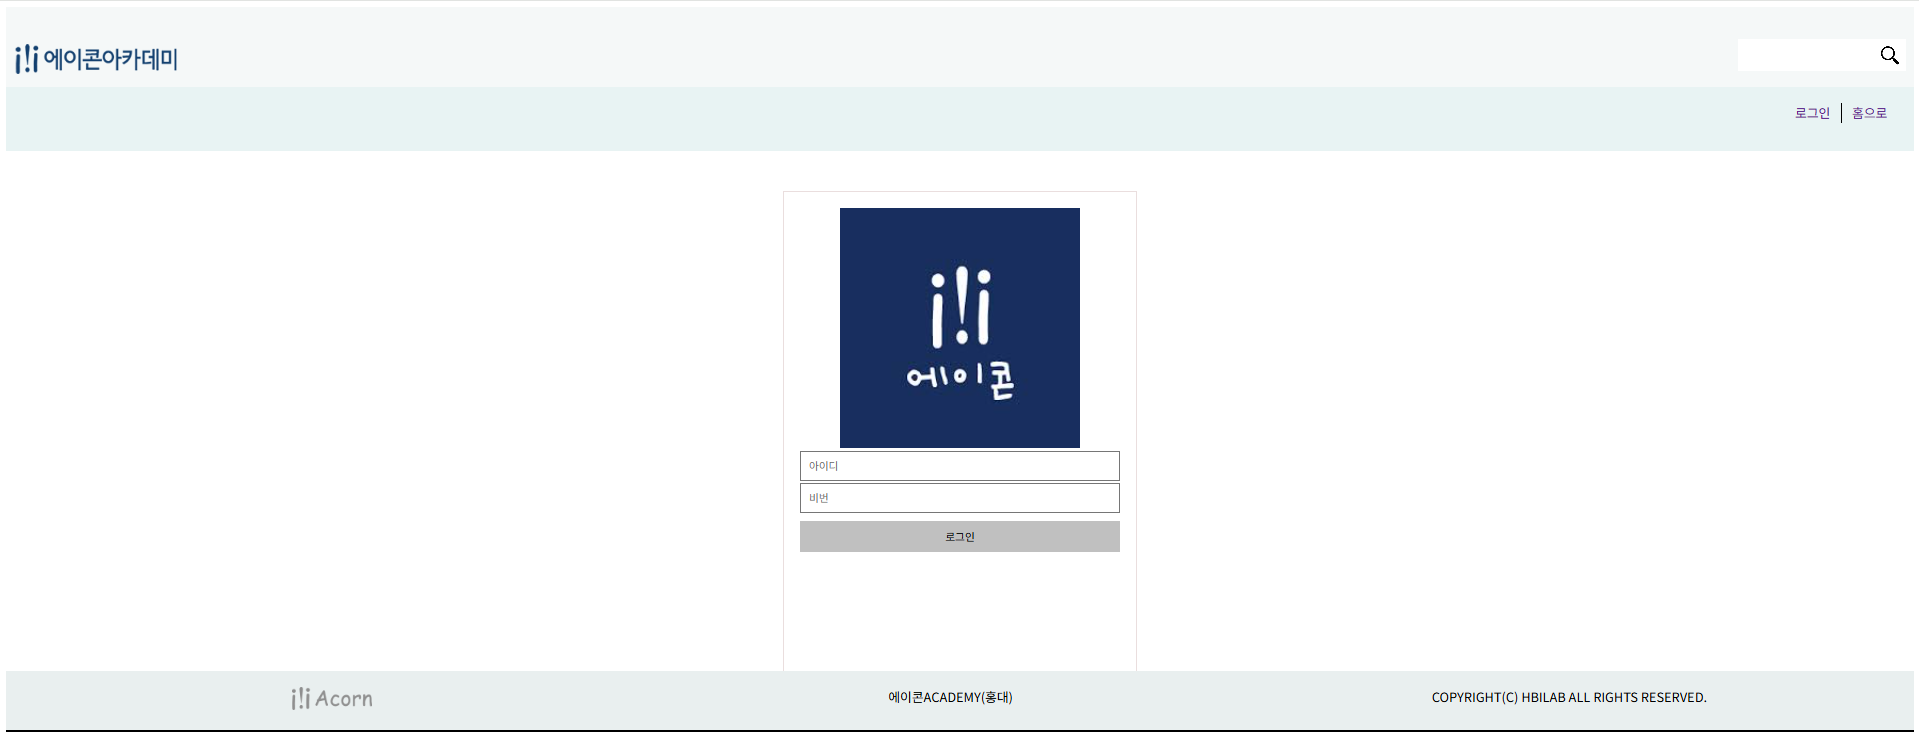 에이콘아카데미
로그인 홈으로
에이콘
아이디
비번
로그인
Acorn 에이콘ACADEMY(홍대) COPYRIGHT(C) HBILAB ALL RIGHTS RESERVED.